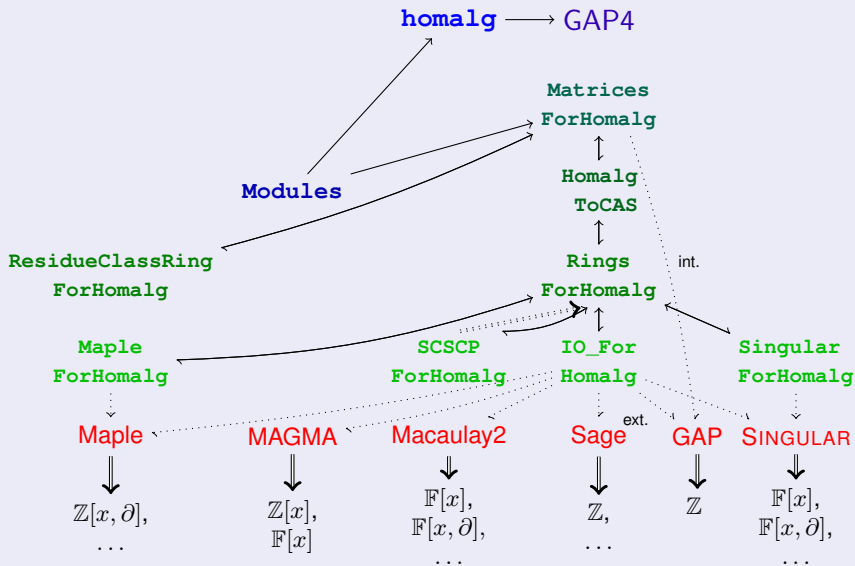 homalg
GAP4
Matrices
ForHomalg
Modules
Homalg
ToCAS
ResidueClassRing
ForHomalg
Rings
ForHomalg
int.
Maple
ForHomalg
SCSCP
ForHomalg
IO_For
Homalg
Singular
ForHomalg
ext.
Maple
MAGMA
Macaulay2
Sage
GAP
SINGULAR
ℤ[x, ∂],
...
ℤ[x],
𝔽[x]
𝔽[x],
𝔽[x, ∂],
...
ℤ,
...
ℤ
𝔽[x],
𝔽[x, ∂],
...